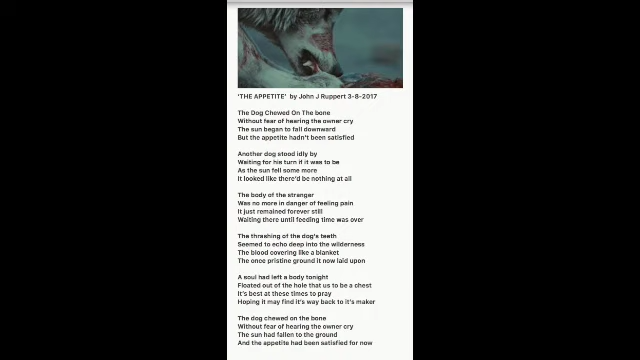 'THE APPETITE' by John J Ruppert 3-8-2017
The Dog Chewed On The bone
Without fear of hearing the owner cry
The sun began to fall downward
But the appetite hadn't been satisfied
Another dog stood idly by
Waiting for his turn if it was to be
As the sun fell some more
It looked like there'd be nothing at all
The body of the stranger
Was no more in danger of feeling pain
It just remained forever still
Waiting there until feeding time was over
The thrashing of the dog's teeth
Seemed to echo deep into the wilderness
The blood covering like a blanket
The once pristine ground it now laid upon
A soul had left a body tonight
Floated out of the hole that us to be a chest
It's best at these times to pray
Hoping it may find it's way back to it's maker
The dog chewed on the bone
Without fear of hearing the owner cry
The sun had fallen to the ground
And the appetite had been satisfied for now